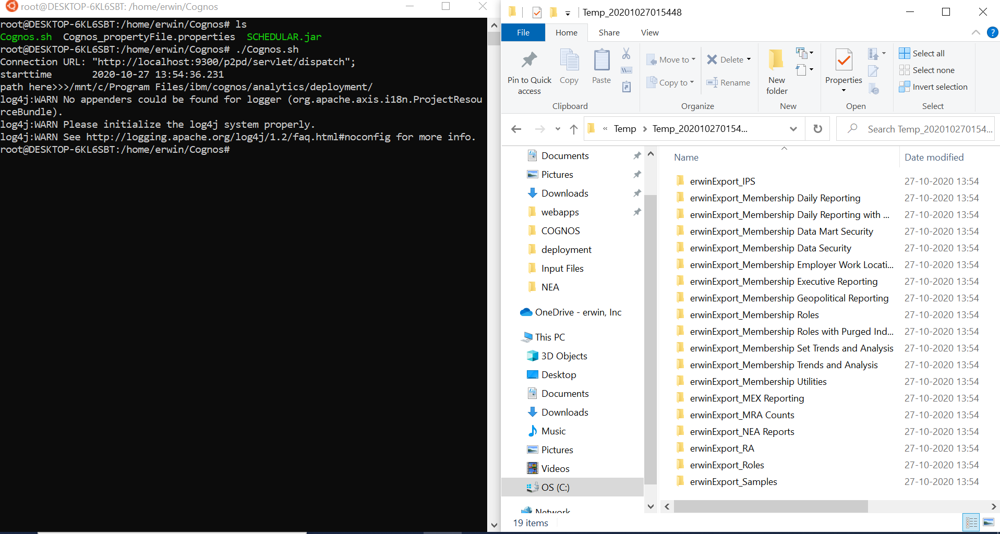 root@DESKTOP-6KL6SBT: /home/erwin/Cognos
root@DESKTOP-6KL6SBT:/home/erwin/Cognos# ls
Cognos.sh  Cognos_propertyFile.properties  SCHEDULAR.jar
root@DESKTOP-6KL6SBT:/home/erwin/Cognos# ./Cognos.sh
Connection URL: "http://localhost:9300/p2pd/servlet/dispatch";
starttime       2020-10-27 13:54:36.231
path here>>>/mnt/c/Program Files/ibm/cognos/analytics/deployment/
log4j:WARN No appenders could be found for logger (org.apache.axis.i18n.ProjectResou
rceBundle).
log4j:WARN Please initialize the log4j system properly.
log4j:WARN See http://logging.apache.org/log4j/1.2/faq.html#noconfig for more info.
root@DESKTOP-6KL6SBT:/home/erwin/Cognos#
Temp_20201027015448
File Home Share View
Pin to Quick access
Copy
Paste
Clipboard
Move to
Copy to
Delete
Rename
Organize
New folder
New
Properties
Open
Select all
Select none
Invert selection
Select
« Temp > Temp_202010270154...
Search Temp_202010270154...
Documents
Pictures
Downloads
webapps
COGNOS
deployment
Input Files
NEA
OneDrive - erwin, Inc
This PC
3D Objects
Desktop
Documents
Downloads
Music
Pictures
Videos
OS (C:)
Network
Name Date modified
erwinExport_IPS 27-10-2020 13:54
erwinExport_Membership Daily Reporting 27-10-2020 13:54
erwinExport_Membership Daily Reporting with ... 27-10-2020 13:54
erwinExport_Membership Data Mart Security 27-10-2020 13:54
erwinExport_Membership Data Security 27-10-2020 13:54
erwinExport_Membership Employer Work Locati... 27-10-2020 13:54
erwinExport_Membership Executive Reporting 27-10-2020 13:54
erwinExport_Membership Geopolitical Reporting 27-10-2020 13:54
erwinExport_Membership Roles 27-10-2020 13:54
erwinExport_Membership Roles with Purged Ind... 27-10-2020 13:54
erwinExport_Membership Set Trends and Analysis 27-10-2020 13:54
erwinExport_Membership Trends and Analysis 27-10-2020 13:54
erwinExport_Membership Utilities 27-10-2020 13:54
erwinExport_MEX Reporting 27-10-2020 13:54
erwinExport_MRA Counts 27-10-2020 13:54
erwinExport_NEA Reports 27-10-2020 13:54
erwinExport_RA 27-10-2020 13:54
erwinExport_Roles 27-10-2020 13:54
erwinExport_Samples 27-10-2020 13:54
19 items